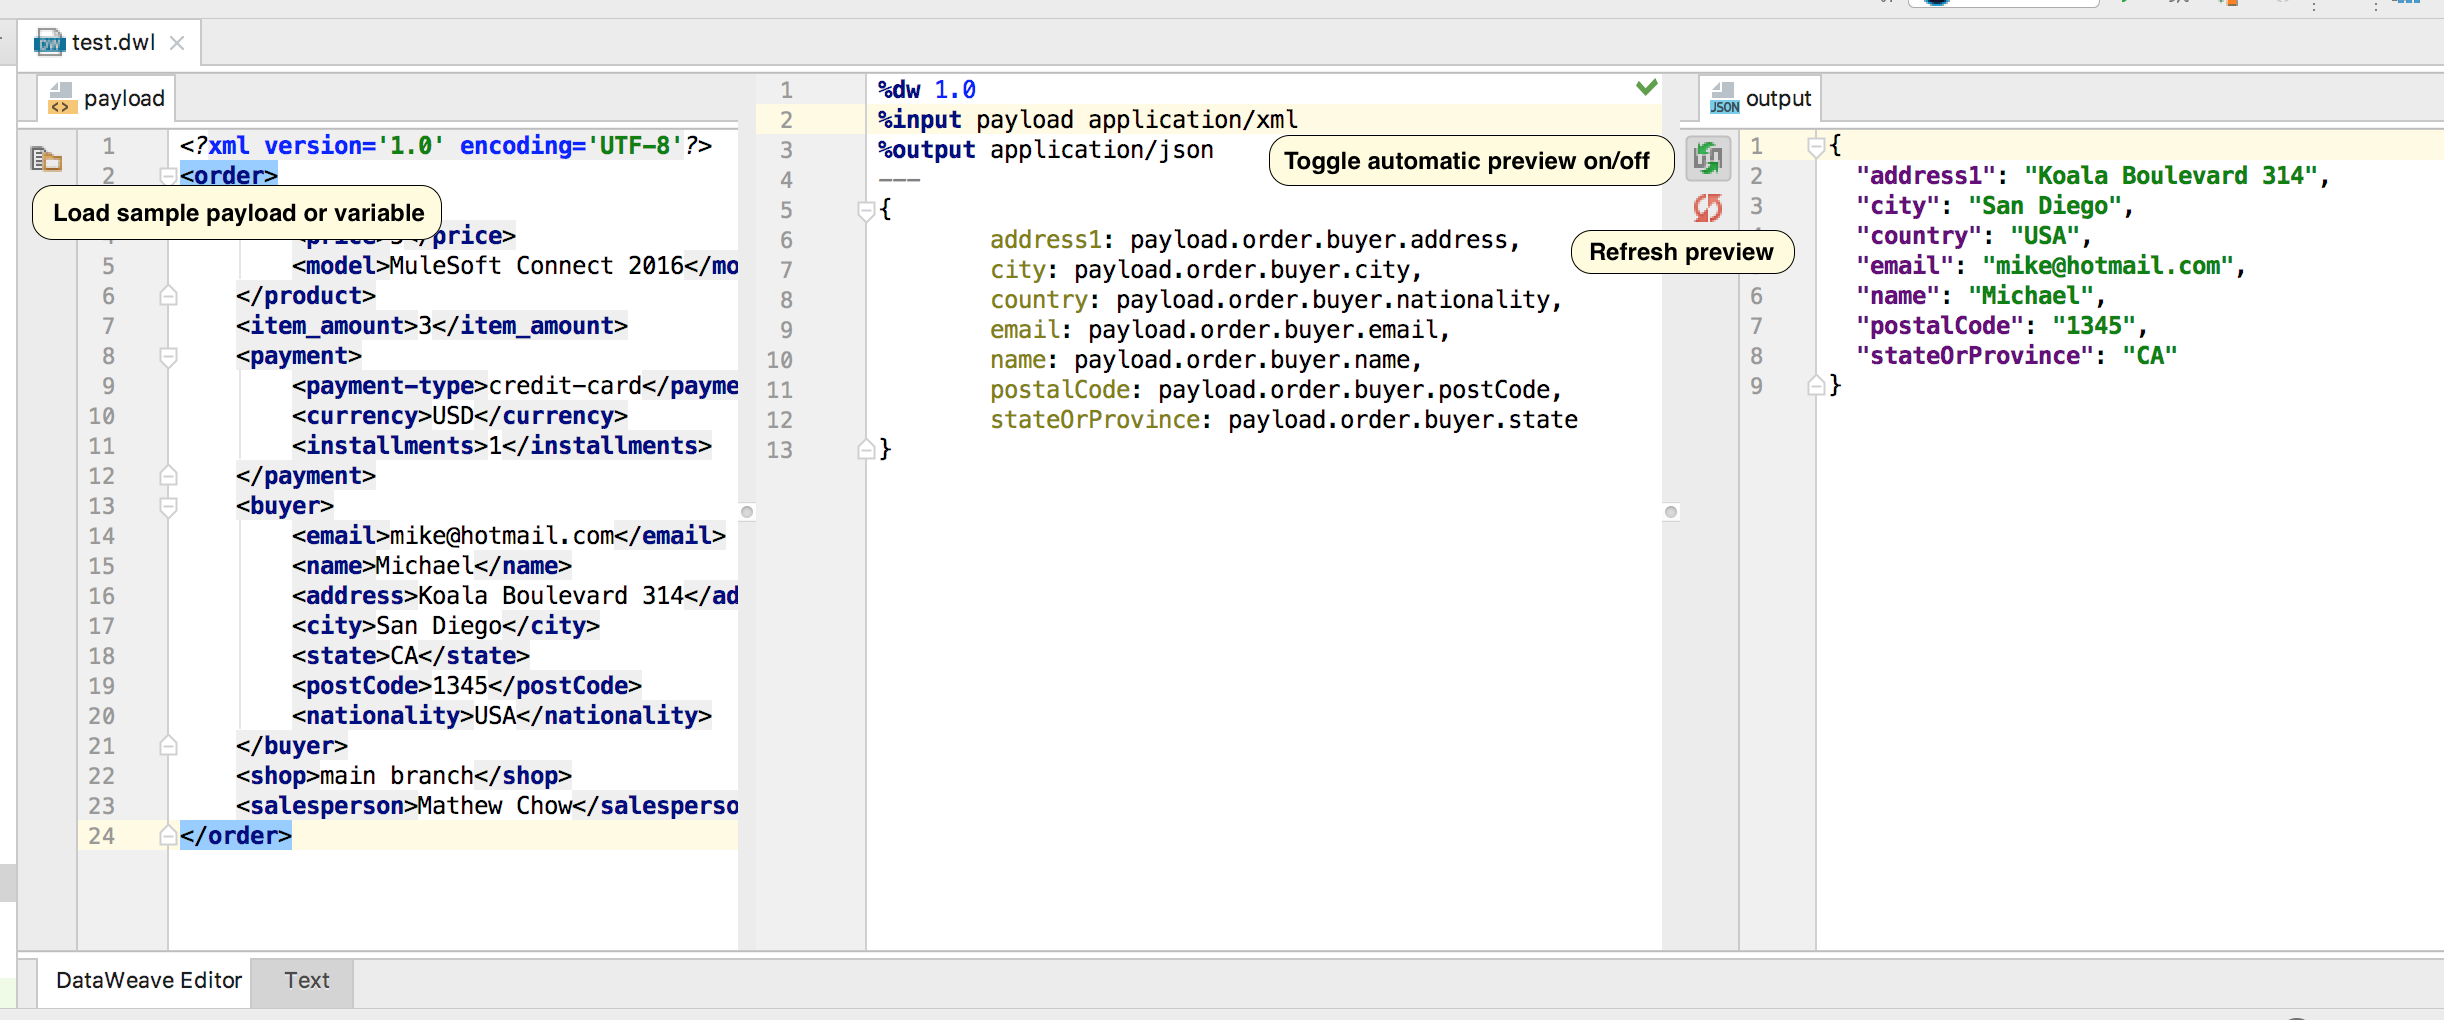 test.dwl
payload
1 <?xml version='1.0' encoding='UTF-8'?>
2 <order>
Load sample payload or variable
price>
5 <model>MuleSoft Connect 2016</mo
6 </product>
7 <item_amount>3</item_amount>
8 <payment>
9 <payment-type>credit-card</payme
10 <currency>USD</currency>
11 <installments>1</installments>
12 </payment>
13 <buyer>
14 <email>mike@hotmail.com</email>
15 <name>Michael</name>
16 <address>Koala Boulevard 314</ad
17 <city>San Diego</city>
18 <state>CA</state>
19 <postCode>1345</postCode>
20 <nationality>USA</nationality>
21 </buyer>
22 <shop>main branch</shop>
23 <salesperson>Mathew Chow</salesperso
24 </order>
1 %dw 1.0
2 %input payload application/xml
3 %output application/json
4 ---
5 {
6 address1: payload.order.buyer.address,
7 city: payload.order.buyer.city,
8 country: payload.order.buyer.nationality,
9 email: payload.order.buyer.email,
10 name: payload.order.buyer.name,
11 postalCode: payload.order.buyer.postCode,
12 stateOrProvince: payload.order.buyer.state
13 }
Toggle automatic preview on/off
Refresh preview
output
1 {
2 "address1": "Koala Boulevard 314",
3 "city": "San Diego",
"country": "USA",
"email": "mike@hotmail.com",
6 "name": "Michael",
7 "postalCode": "1345",
8 "stateOrProvince": "CA"
9 }
DataWeave Editor
Text